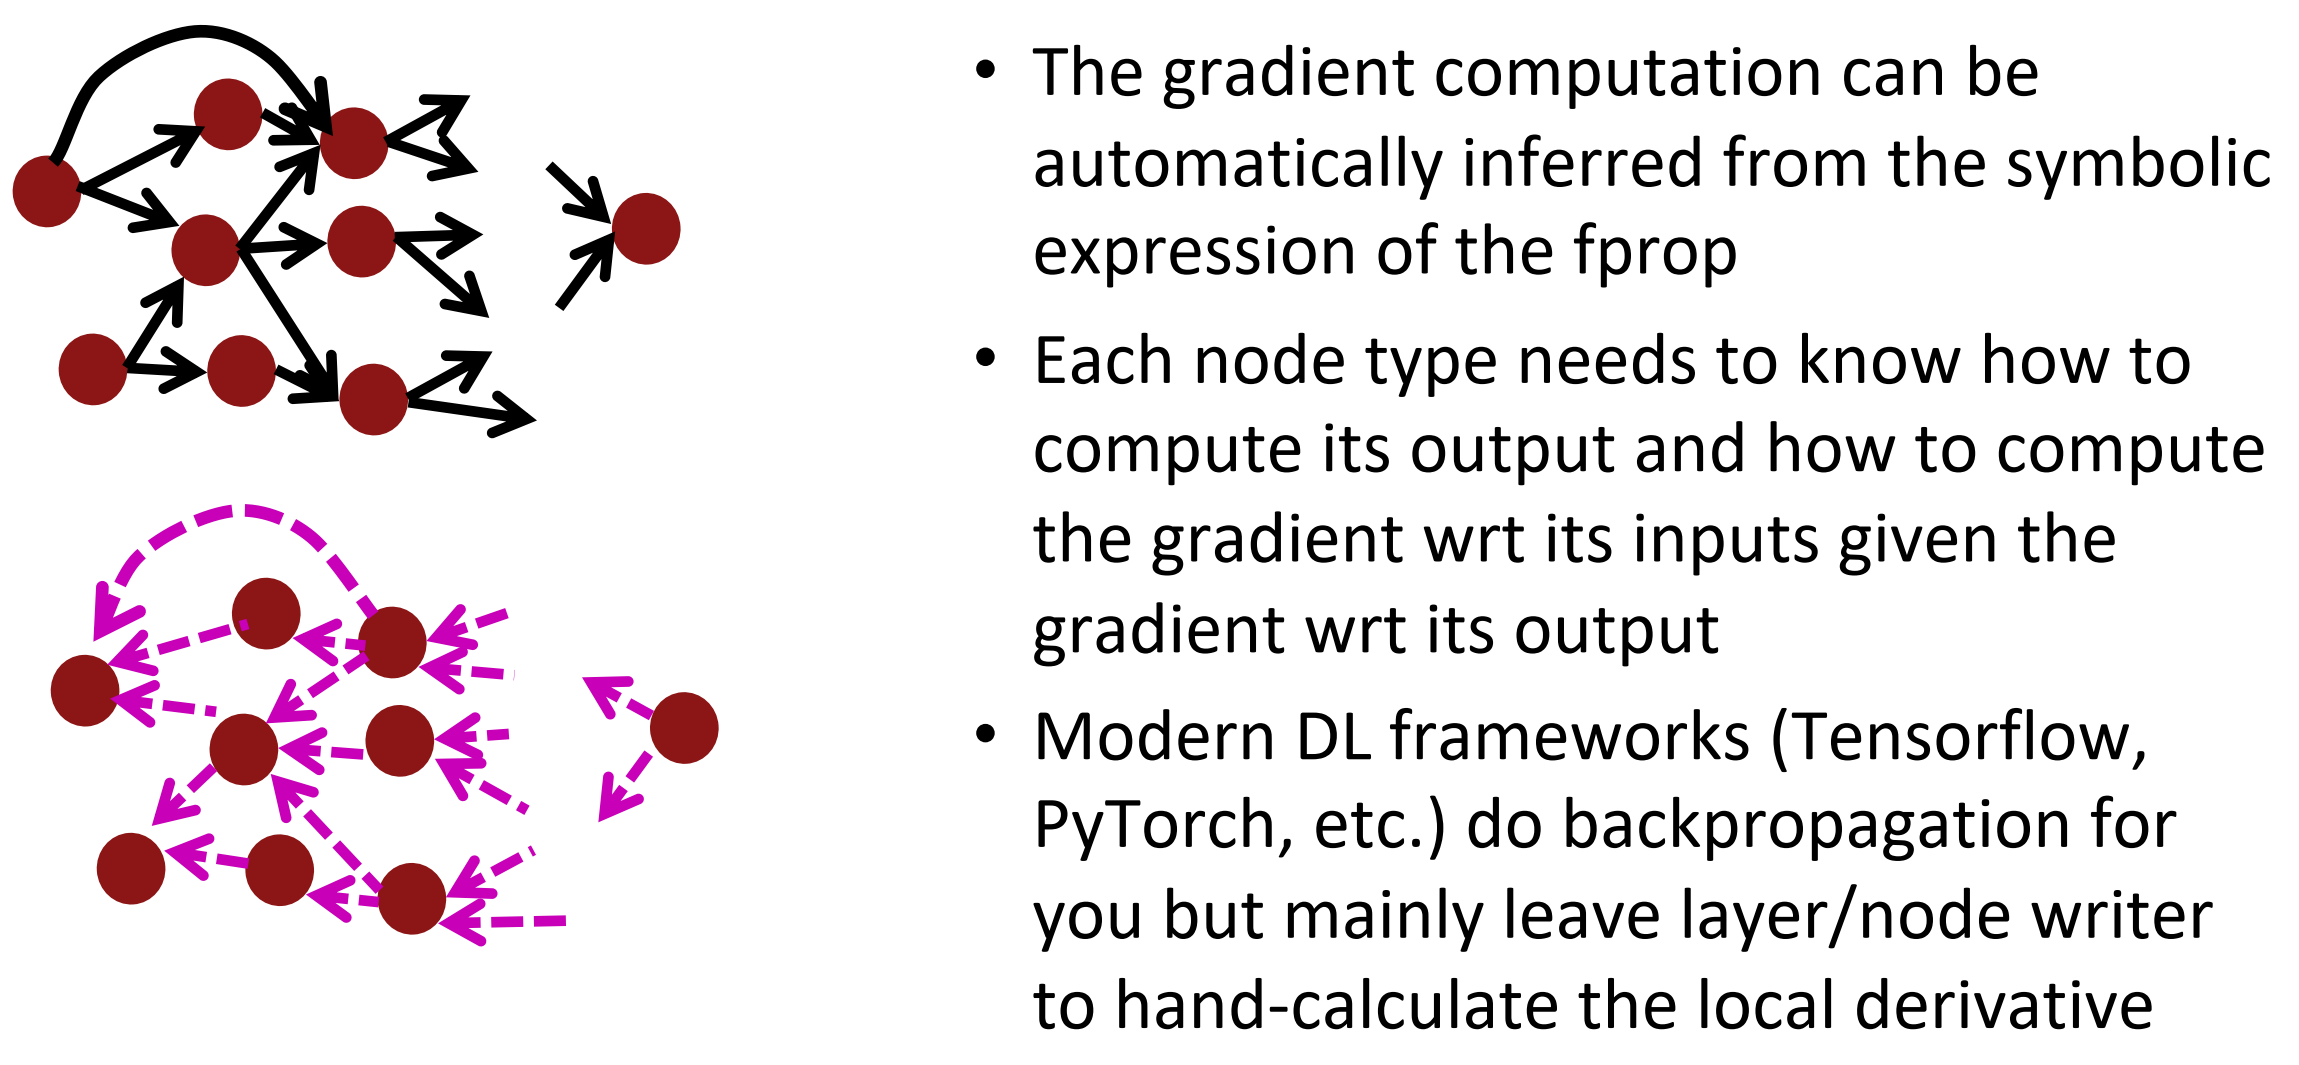 • The gradient computation can be
automatically inferred from the symbolic
expression of the fprop
• Each node type needs to know how to
compute its output and how to compute
the gradient wrt its inputs given the
gradient wrt its output
• Modern DL frameworks (Tensorflow,
PyTorch, etc.) do backpropagation for
you but mainly leave layer/node writer
to hand-calculate the local derivative